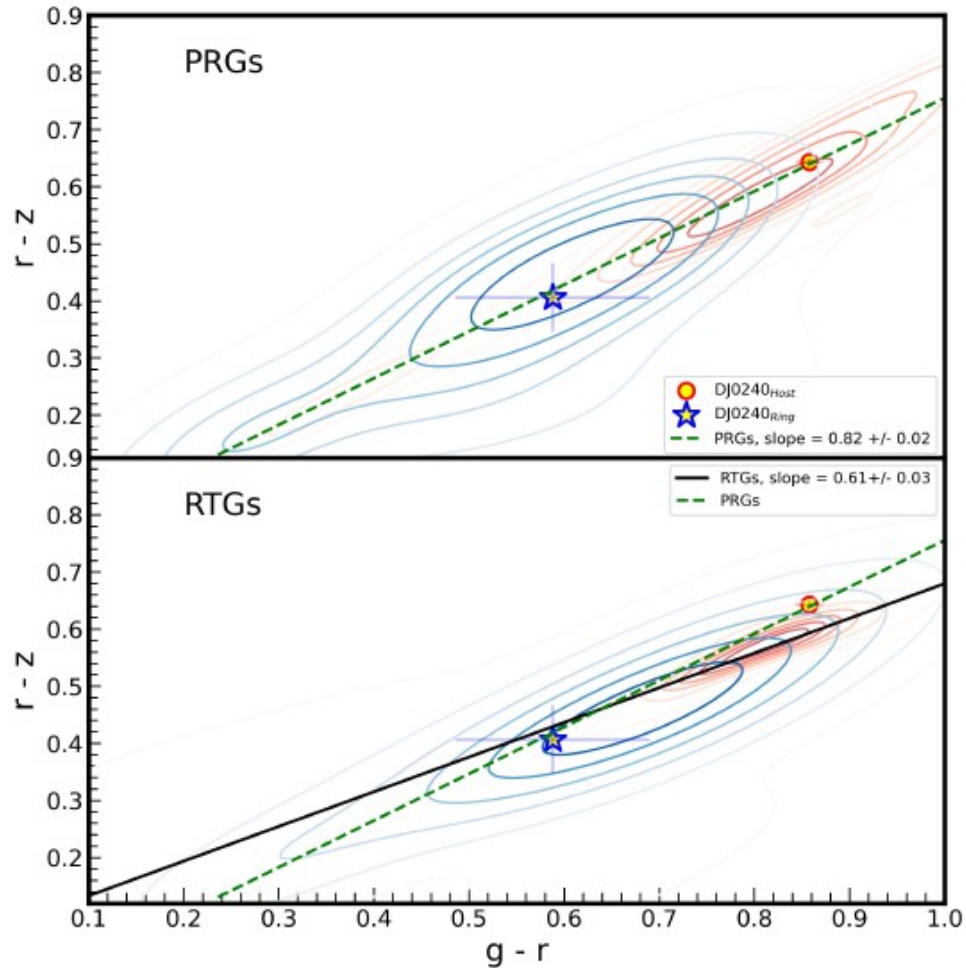 0.9
PRGs
0.8
0.7
0.6
r - z
0.5
0.4
0.3
0.2
DJ0240Host
DJ0240Ring
PRGs, slope = 0.82 +/- 0.02
0.9
RTGs
RTGs, slope = 0.61+/- 0.03
PRGs
0.8
0.7
0.6
r - z
0.5
0.4
0.3
0.2
0.1 0.2 0.3 0.4 0.5 0.6 0.7 0.8 0.9 1.0
g - r